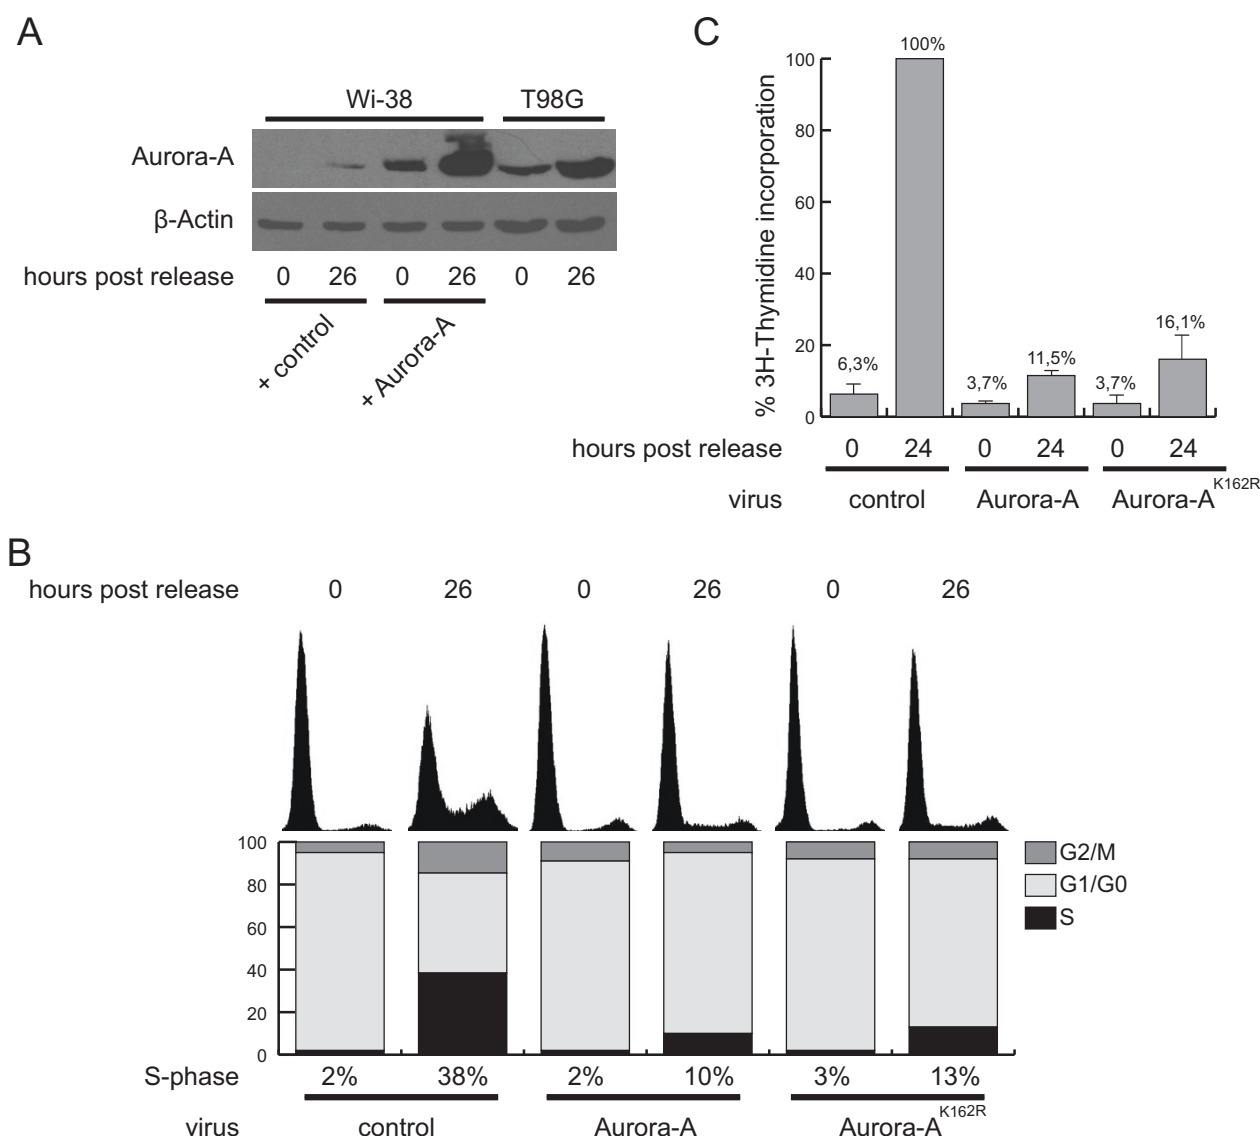 A
Wi-38 T98G
Aurora-A
β-Actin
hours post release 0 26 0 26 0 26
+ control
+ Aurora-A
C
% 3H-Thymidine incorporation
100
80
60
40
20
0
6,3% 100% 3,7% 11,5% 3,7% 16,1%
hours post release 0 24 0 24 0 24
virus control Aurora-A Aurora-A K162R
B
hours post release 0 26 0 26 0 26
100
80
60
40
20
0
G2/M
G1/G0
S
S-phase 2% 38% 2% 10% 3% 13%
virus control Aurora-A Aurora-A K162R